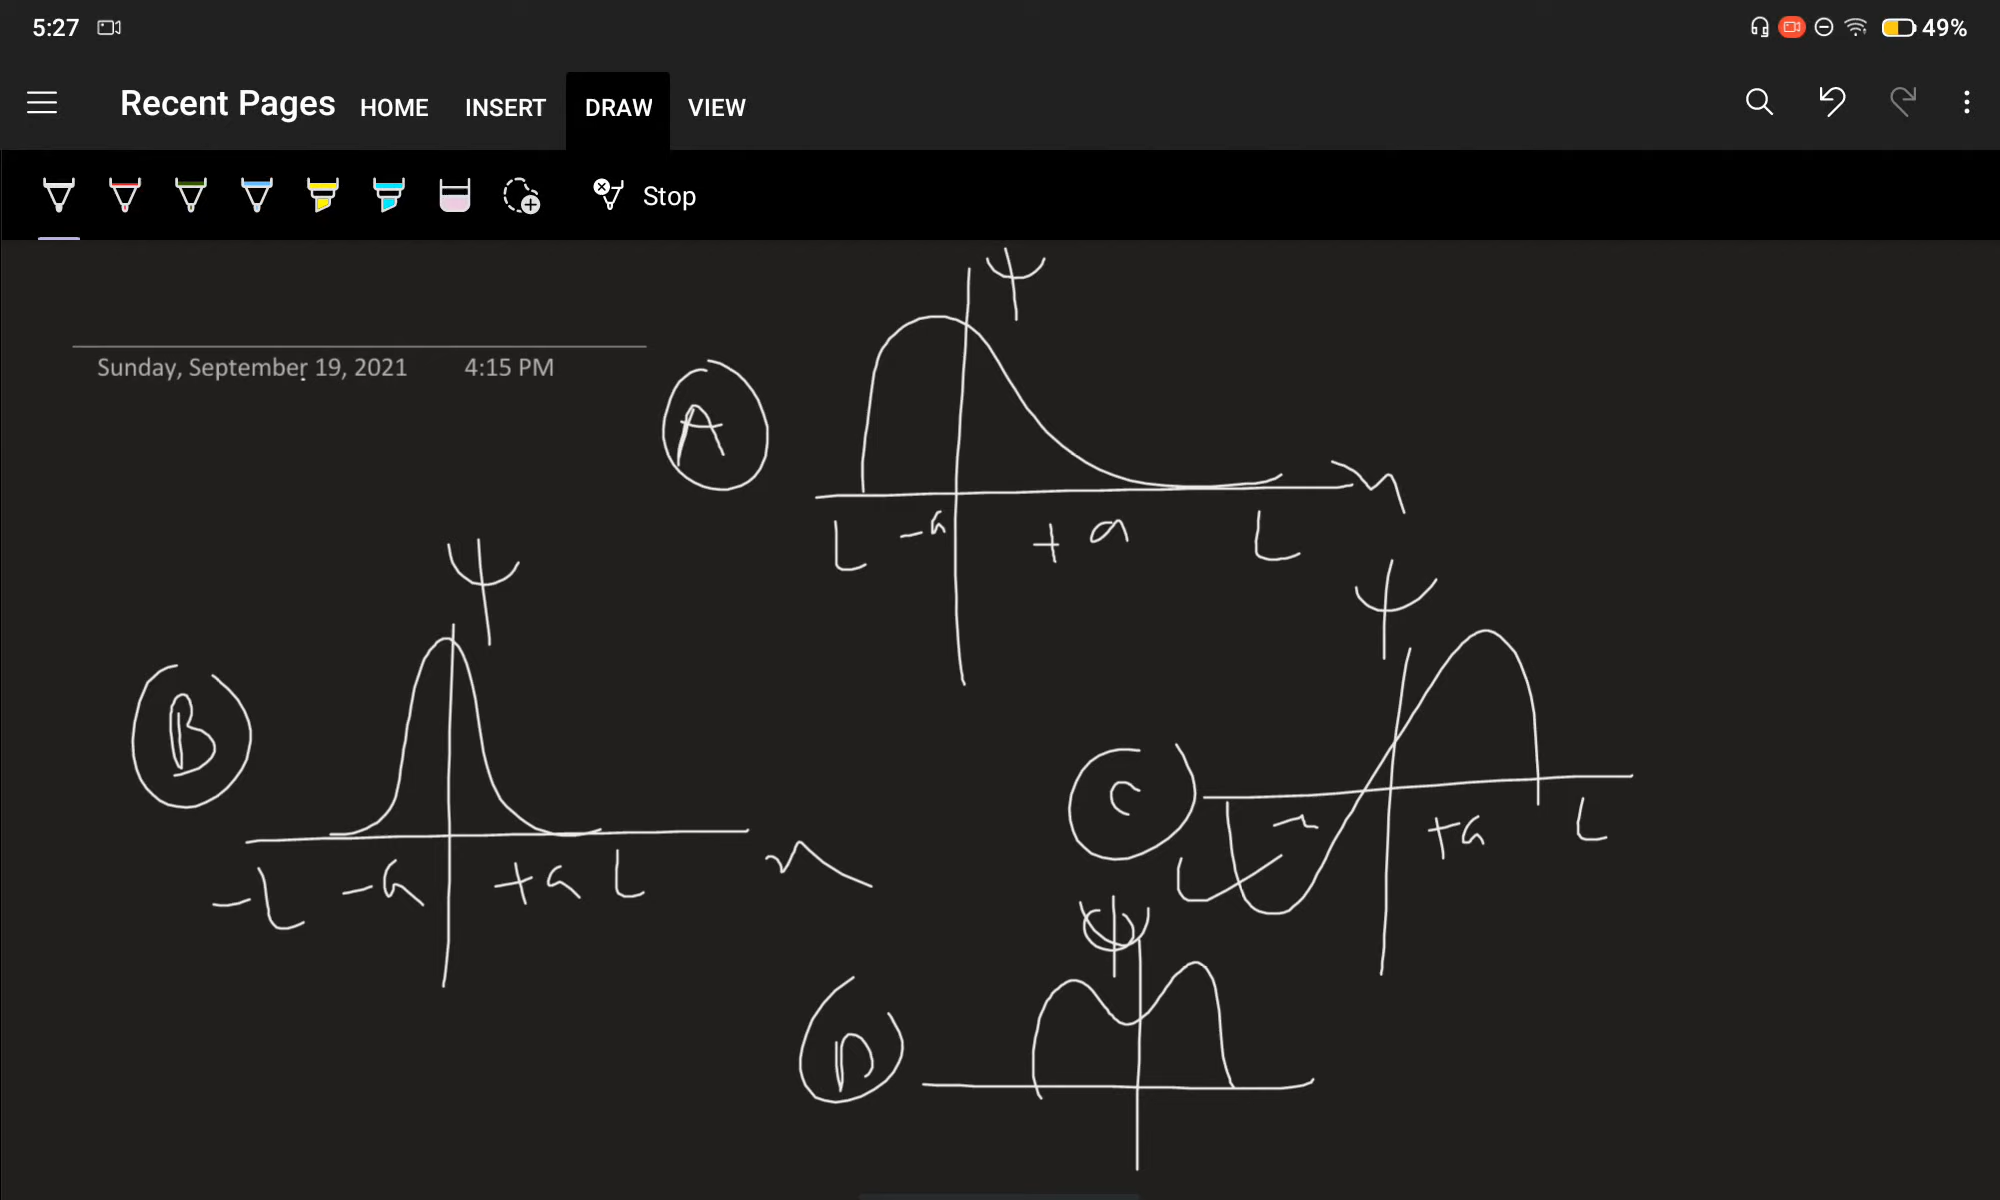 5:27
49%
Recent Pages HOME INSERT DRAW VIEW
Stop
Sunday, September 19, 2021 4:15 PM
ψ
A
L -a +a L
ψ
B
-L -a +a L
ψ
C
+a L
L
ψ
D